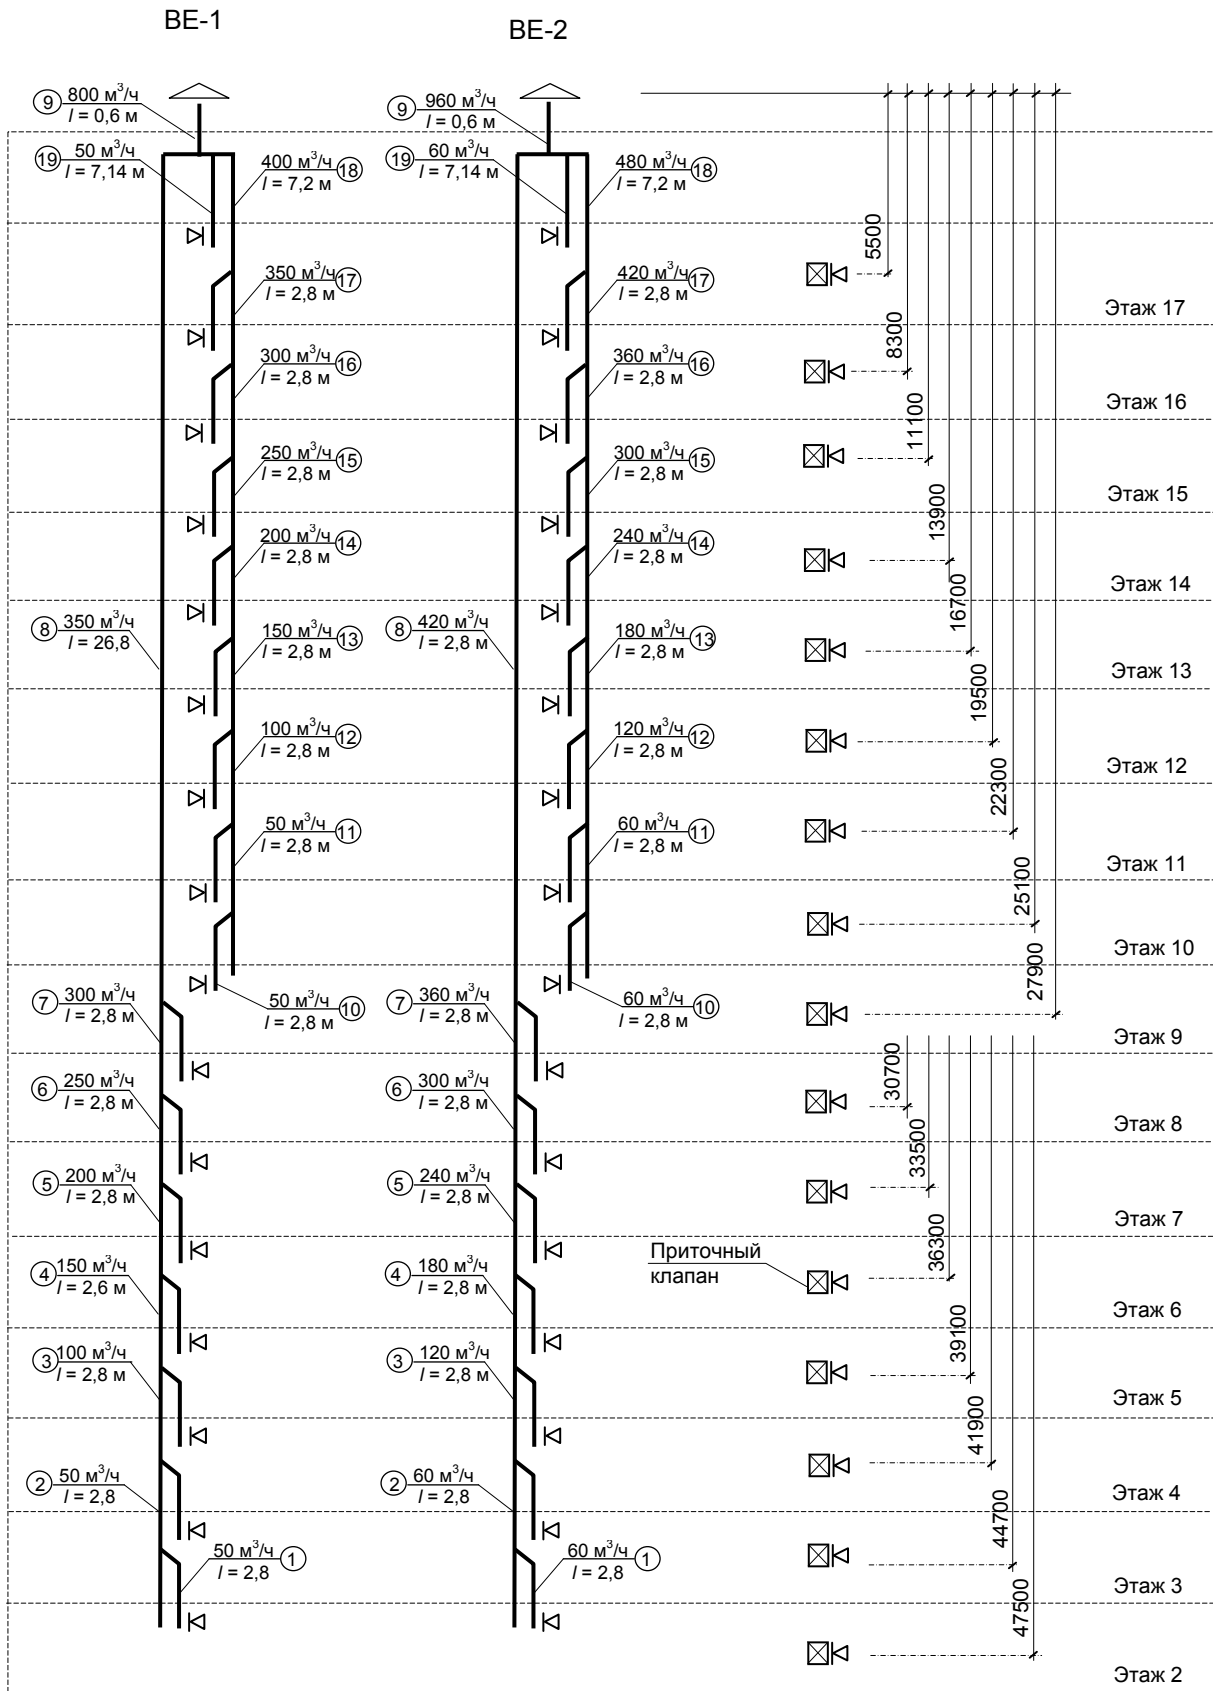 ВЕ-1
ВЕ-2
9 800 м³/ч
l = 0,6 м
9 960 м³/ч
l = 0,6 м
19 50 м³/ч
l = 7,14 м
400 м³/ч 18
l = 7,2 м
19 60 м³/ч
l = 7,14 м
480 м³/ч 18
l = 7,2 м
5500
350 м³/ч 17
l = 2,8 м
420 м³/ч 17
l = 2,8 м
Этаж 17
8300
300 м³/ч 16
l = 2,8 м
360 м³/ч 16
l = 2,8 м
Этаж 16
11100
250 м³/ч 15
l = 2,8 м
300 м³/ч 15
l = 2,8 м
Этаж 15
13900
200 м³/ч 14
l = 2,8 м
240 м³/ч 14
l = 2,8 м
Этаж 14
16700
8 350 м³/ч
l = 26,8
150 м³/ч 13
l = 2,8 м
8 420 м³/ч
l = 2,8 м
180 м³/ч 13
l = 2,8 м
Этаж 13
19500
100 м³/ч 12
l = 2,8 м
120 м³/ч 12
l = 2,8 м
Этаж 12
22300
50 м³/ч 11
l = 2,8 м
60 м³/ч 11
l = 2,8 м
Этаж 11
25100
Этаж 10
27900
7 300 м³/ч
l = 2,8 м
50 м³/ч 10
l = 2,8 м
7 360 м³/ч
l = 2,8 м
60 м³/ч 10
l = 2,8 м
Этаж 9
30700
6 250 м³/ч
l = 2,8 м
6 300 м³/ч
l = 2,8 м
Этаж 8
33500
5 200 м³/ч
l = 2,8 м
5 240 м³/ч
l = 2,8 м
Этаж 7
36300
4 150 м³/ч
l = 2,6 м
4 180 м³/ч
l = 2,8 м
Приточный
клапан
Этаж 6
39100
3 100 м³/ч
l = 2,8 м
3 120 м³/ч
l = 2,8 м
Этаж 5
41900
2 50 м³/ч
l = 2,8
2 60 м³/ч
l = 2,8
Этаж 4
44700
50 м³/ч 1
l = 2,8
60 м³/ч 1
l = 2,8
Этаж 3
47500
Этаж 2